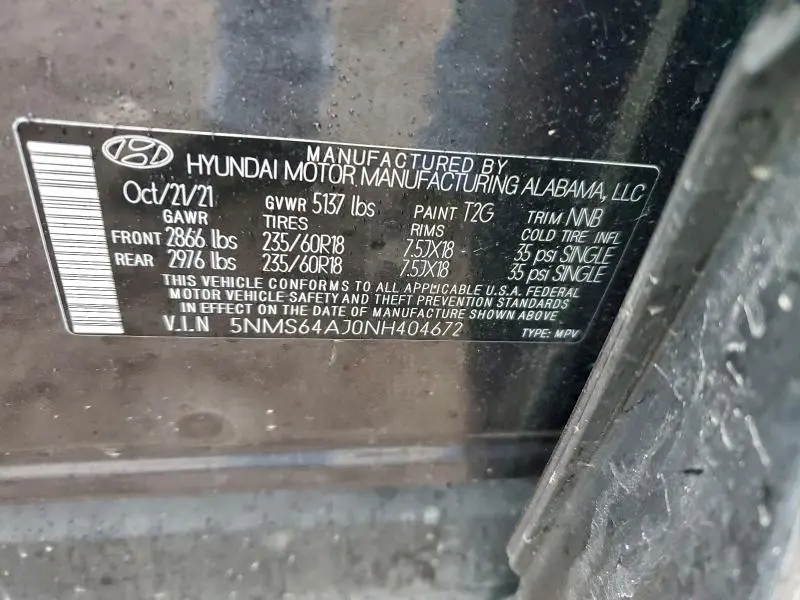 MANUFACTURED BY
HYUNDAI MOTOR MANUFACTURING ALABAMA, LLC
Oct/21/21 GVWR 5137 lbs PAINT T2G TRIM NNB
GAWR TIRES RIMS COLD TIRE INFL
FRONT 2866 lbs 235/60R18 7.5JX18 35 psi SINGLE
REAR 2976 lbs 235/60R18 7.5JX18 35 psi SINGLE
THIS VEHICLE CONFORMS TO ALL APPLICABLE U.S.A. FEDERAL
MOTOR VEHICLE SAFETY AND THEFT PREVENTION STANDARDS
IN EFFECT ON THE DATE OF MANUFACTURE SHOWN ABOVE.
V.I.N 5NMS64AJ0NH404672 TYPE: MPV